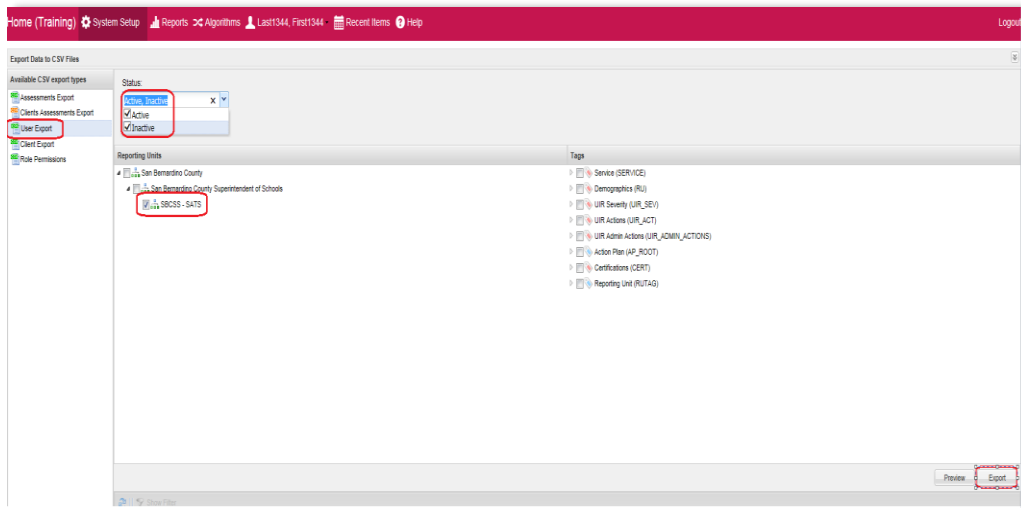 Home (Training) System Setup Reports Algorithms Last1344, First1344 Recent Items Help Logout
Export Data to CSV Files
Available CSV export types
Assessments Export
Clients Assessments Export
User Export
Client Export
Role Permissions
Status:
Active, Inactive x
Active
Inactive
Reporting Units
San Bernardino County
San Bernardino County Superintendent of Schools
SBCSS - SATS
Tags
Service (SERVICE)
Demographics (RU)
UIR Severity (UIR_SEV)
UIR Actions (UIR_ACT)
UIR Admin Actions (UIR_ADMIN_ACTIONS)
Action Plan (AP_ROOT)
Certifications (CERT)
Reporting Unit (RUTAG)
Preview Export
Show Filter